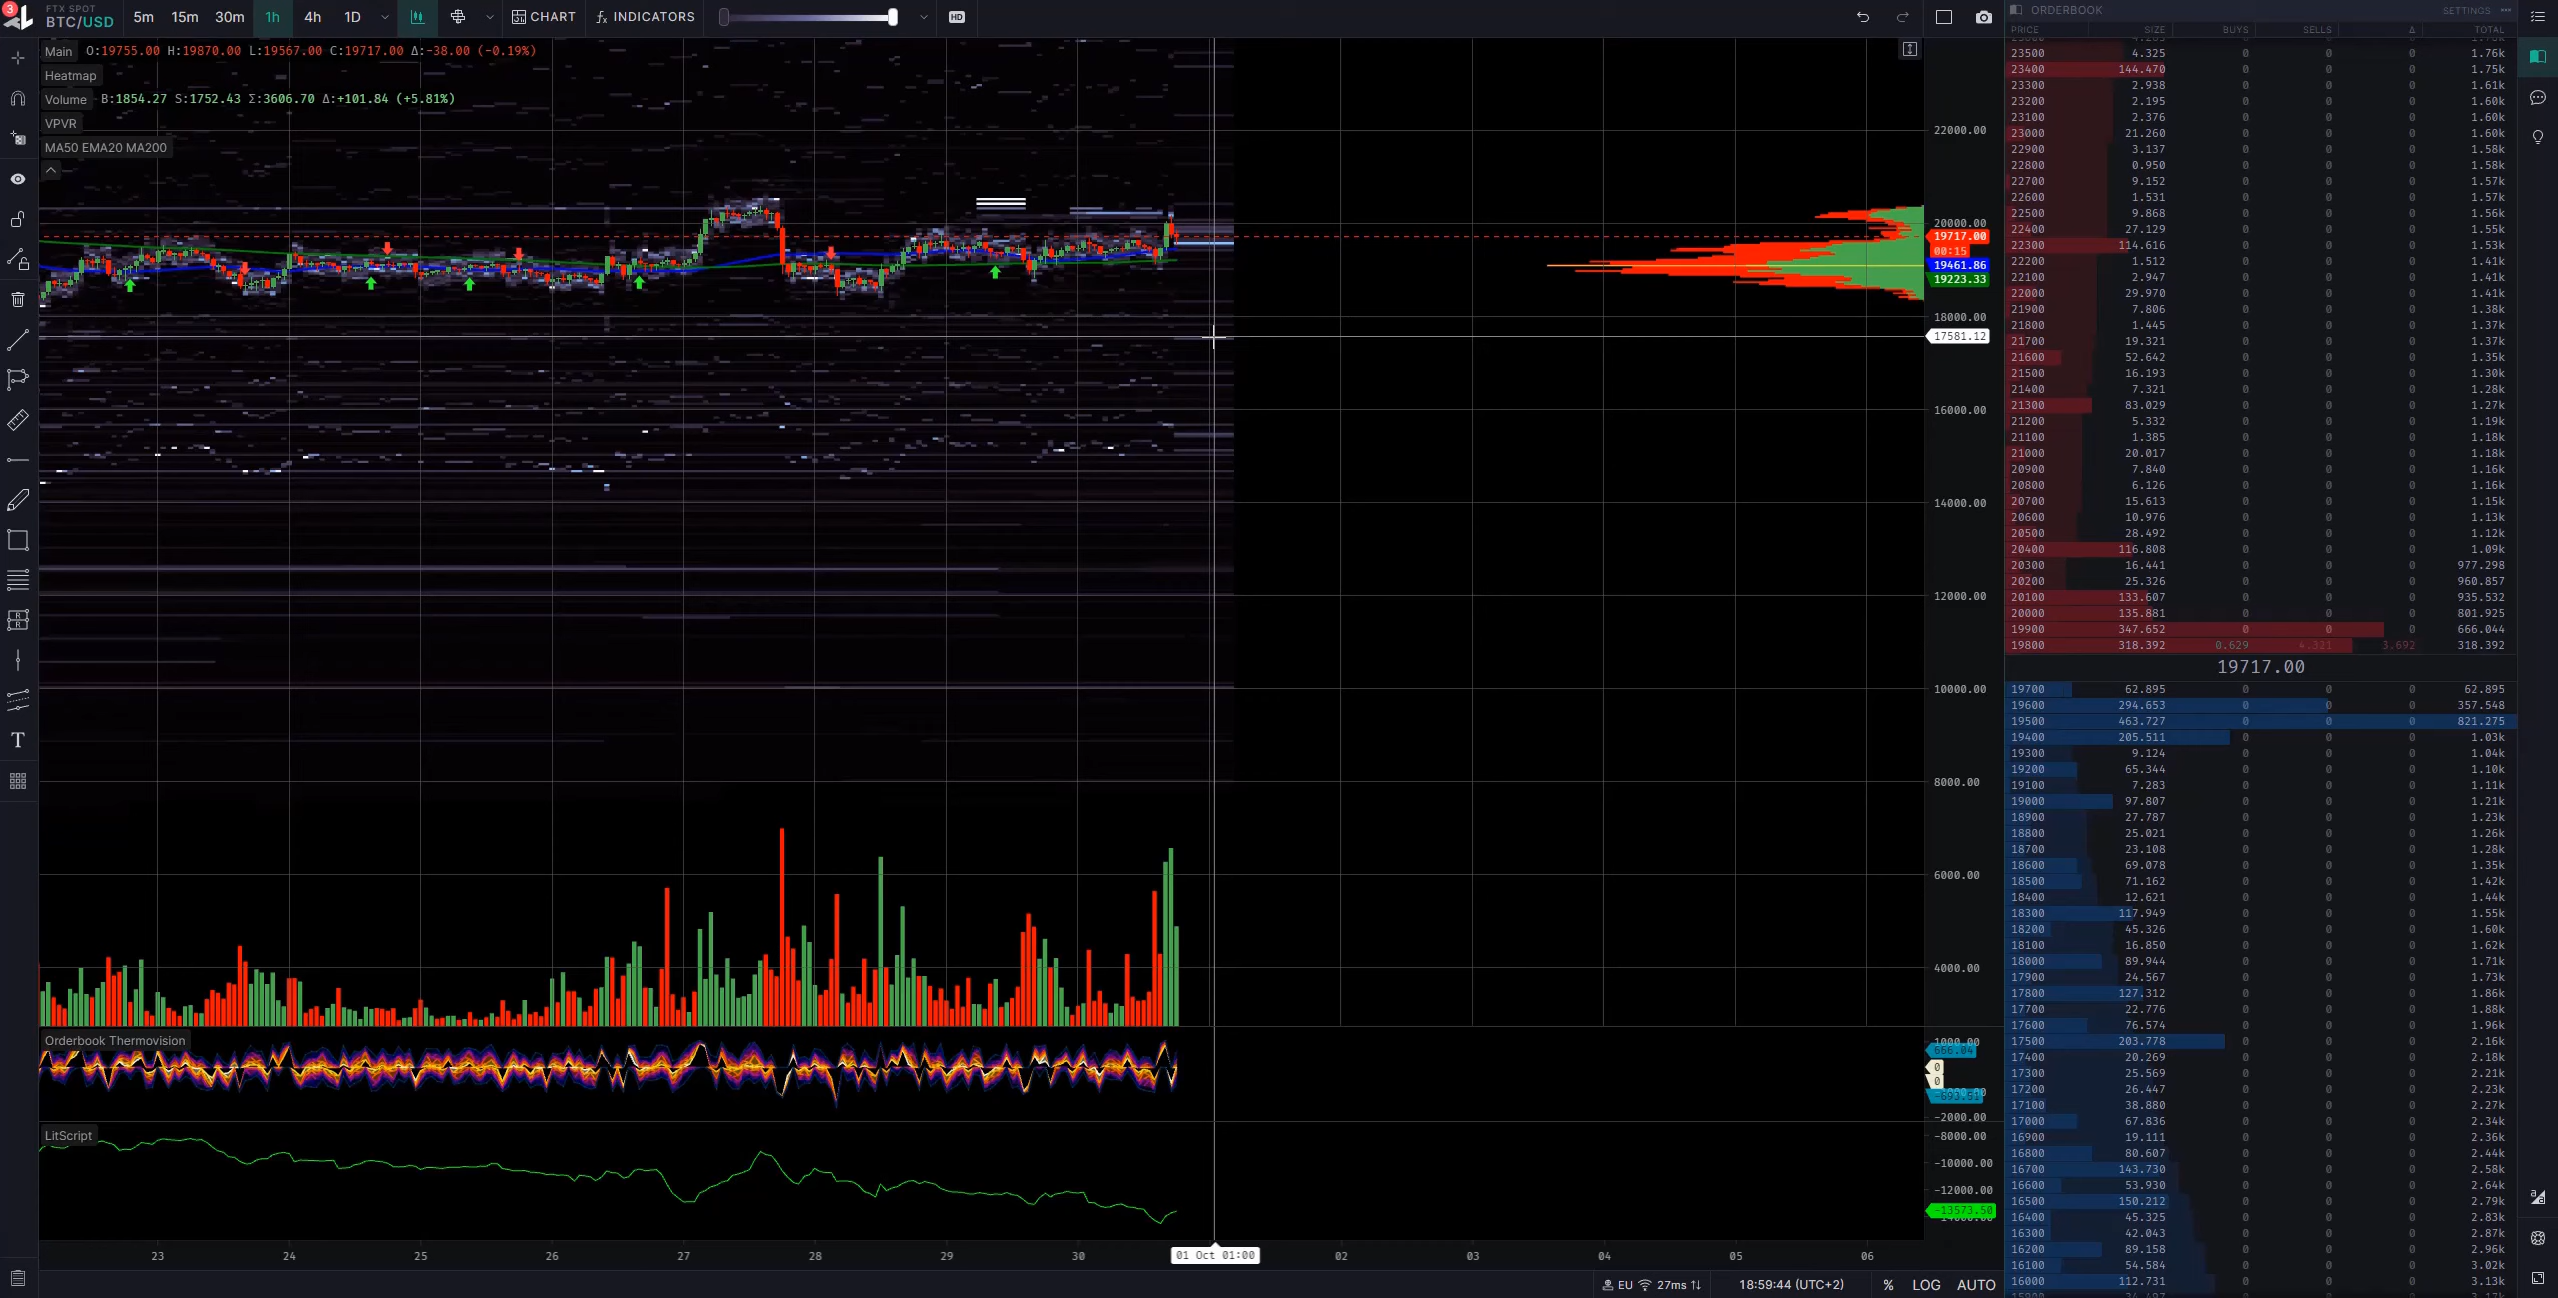 3
FTX SPOT
BTC/USD
5m 15m 30m 1h 4h 1D CHART fx INDICATORS HD
Main O:19755.00 H:19870.00 L:19567.00 C:19717.00 Δ:-38.00 (-0.19%)
Heatmap
Volume B:1854.27 S:1752.43 Σ:3606.70 Δ:+101.84 (+5.81%)
VPVR
MA50 EMA20 MA200
22000.00
20000.00
19717.00
00:15
19461.86
19223.33
18000.00
17581.12
16000.00
14000.00
12000.00
10000.00
8000.00
6000.00
4000.00
Orderbook Thermovision
666.04
0
0
-2000.00
LitScript
-8000.00
-10000.00
-12000.00
-13573.50
23 24 25 26 27 28 29 30 01 Oct 01:00 02 03 04 05 06
EU 27ms 18:59:44 (UTC+2) % LOG AUTO
T
ORDERBOOK SETTINGS
PRICE SIZE BUYS SELLS Δ TOTAL
23500 4.325 0 0 0 1.76k
23400 144.470 0 0 0 1.75k
23300 2.938 0 0 0 1.61k
23200 2.195 0 0 0 1.60k
23100 2.376 0 0 0 1.60k
23000 21.260 0 0 0 1.60k
22900 3.137 0 0 0 1.58k
22800 0.950 0 0 0 1.58k
22700 9.152 0 0 0 1.57k
22600 1.531 0 0 0 1.57k
22500 9.868 0 0 0 1.56k
22400 27.129 0 0 0 1.55k
22300 114.616 0 0 0 1.53k
22200 1.512 0 0 0 1.41k
22100 2.947 0 0 0 1.41k
22000 29.970 0 0 0 1.41k
21900 7.806 0 0 0 1.38k
21800 1.445 0 0 0 1.37k
21700 19.321 0 0 0 1.37k
21600 52.642 0 0 0 1.35k
21500 16.193 0 0 0 1.30k
21400 7.321 0 0 0 1.28k
21300 83.029 0 0 0 1.27k
21200 5.332 0 0 0 1.19k
21100 1.385 0 0 0 1.18k
21000 20.017 0 0 0 1.18k
20900 7.840 0 0 0 1.16k
20800 6.126 0 0 0 1.16k
20700 15.613 0 0 0 1.15k
20600 10.976 0 0 0 1.13k
20500 28.492 0 0 0 1.12k
20400 116.808 0 0 0 1.09k
20300 16.441 0 0 0 977.298
20200 25.326 0 0 0 960.857
20100 133.607 0 0 0 935.532
20000 135.881 0 0 0 801.925
19900 347.652 0 0 0 666.044
19800 318.392 0.629 4.321 3.692 318.392
19717.00
19700 62.895 0 0 0 62.895
19600 294.653 0 0 0 357.548
19500 463.727 0 0 0 821.275
19400 205.511 0 0 0 1.03k
19300 9.124 0 0 0 1.04k
19200 65.344 0 0 0 1.10k
19100 7.283 0 0 0 1.11k
19000 97.807 0 0 0 1.21k
18900 27.787 0 0 0 1.23k
18800 25.021 0 0 0 1.26k
18700 23.108 0 0 0 1.28k
18600 69.078 0 0 0 1.35k
18500 71.162 0 0 0 1.42k
18400 12.621 0 0 0 1.44k
18300 117.949 0 0 0 1.55k
18200 45.326 0 0 0 1.60k
18100 16.850 0 0 0 1.62k
18000 89.944 0 0 0 1.71k
17900 24.567 0 0 0 1.73k
17800 127.312 0 0 0 1.86k
17700 22.776 0 0 0 1.88k
17600 76.574 0 0 0 1.96k
17500 203.778 0 0 0 2.16k
17400 20.269 0 0 0 2.18k
17300 25.569 0 0 0 2.21k
17200 26.447 0 0 0 2.23k
17100 38.880 0 0 0 2.27k
17000 67.836 0 0 0 2.34k
16900 19.111 0 0 0 2.36k
16800 80.607 0 0 0 2.44k
16700 143.730 0 0 0 2.58k
16600 53.930 0 0 0 2.64k
16500 150.212 0 0 0 2.79k
16400 45.325 0 0 0 2.83k
16300 42.043 0 0 0 2.87k
16200 89.158 0 0 0 2.96k
16100 54.584 0 0 0 3.02k
16000 112.731 0 0 0 3.13k